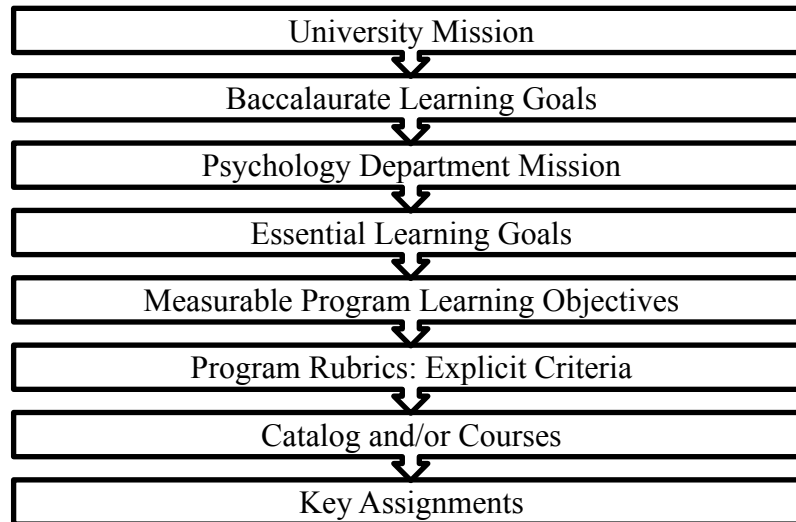 University Mission
Baccalaurate Learning Goals
Psychology Department Mission
Essential Learning Goals
Measurable Program Learning Objectives
Program Rubrics: Explicit Criteria
Catalog and/or Courses
Key Assignments